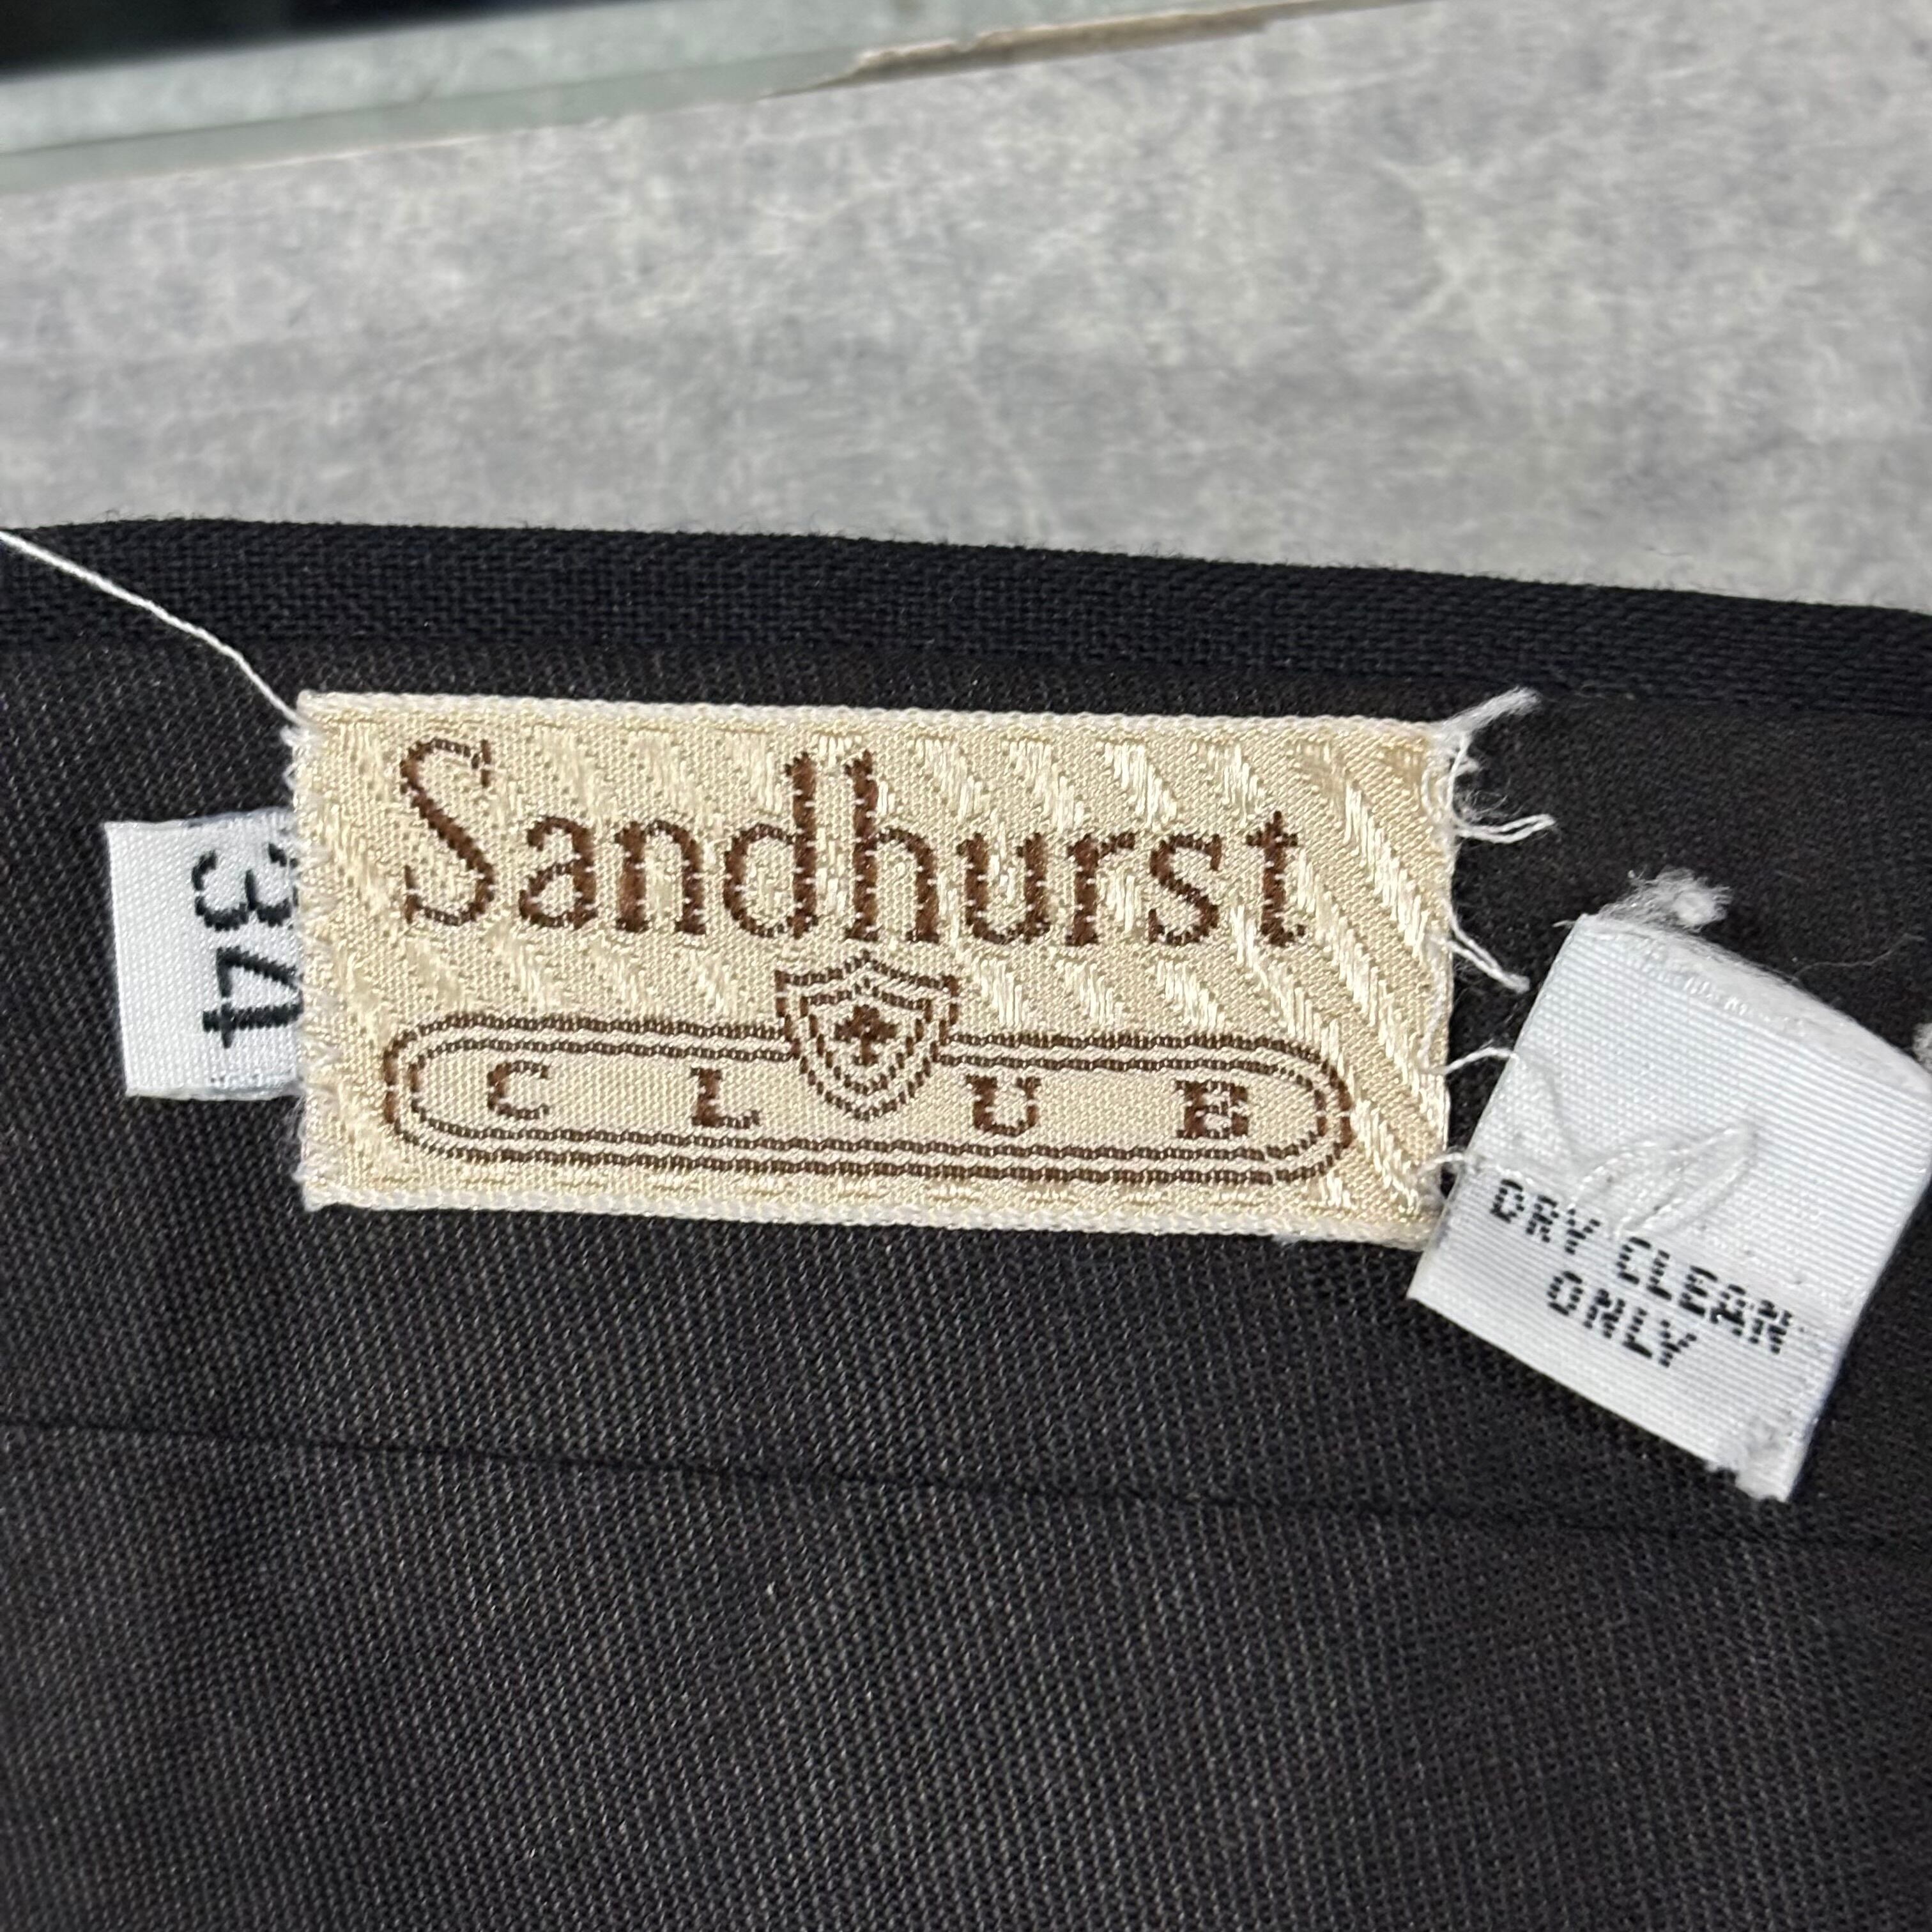 Sandhurst
CLUB
34
DRY CLEAN
ONLY